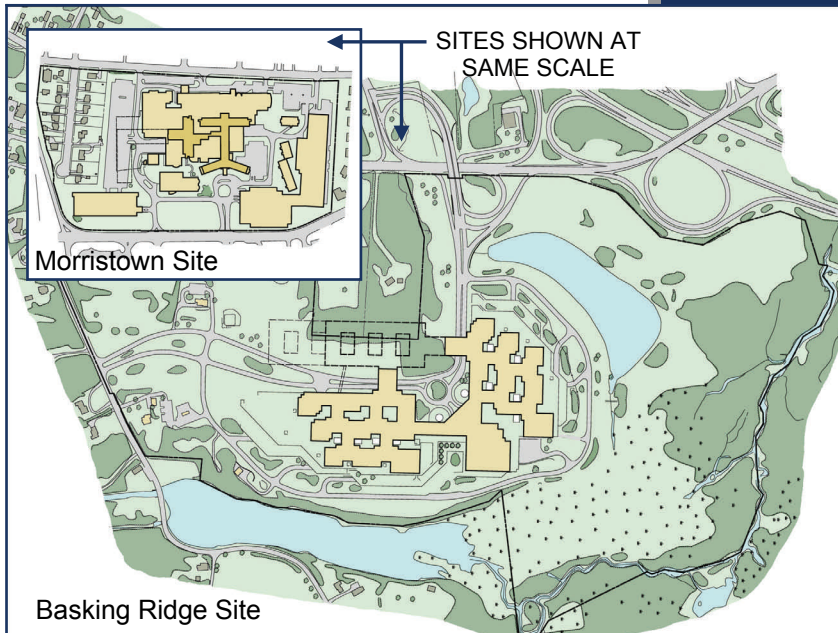 SITES SHOWN AT
SAME SCALE
Morristown Site
Basking Ridge Site